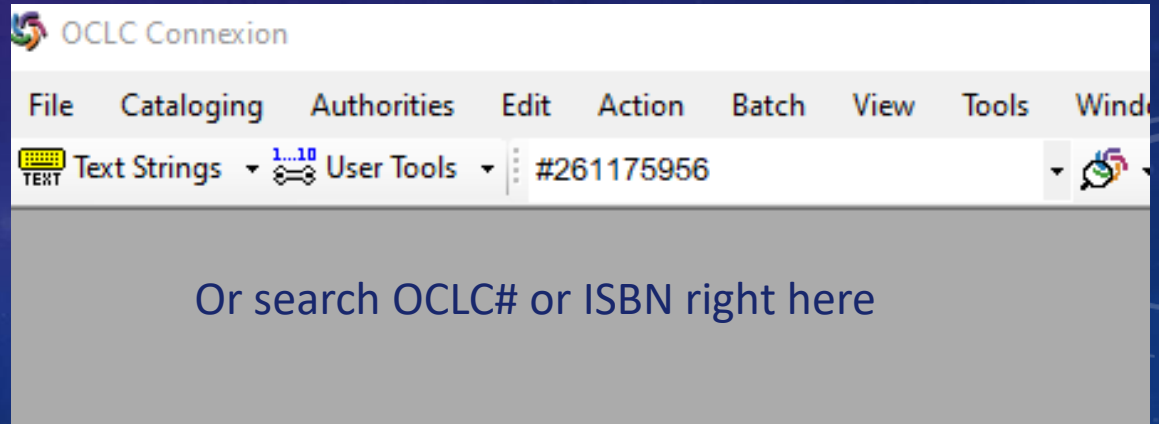 OCLC Connexion
File Cataloging Authorities Edit Action Batch View Tools Wind
TEXT Text Strings 1...10 User Tools #261175956
Or search OCLC# or ISBN right here